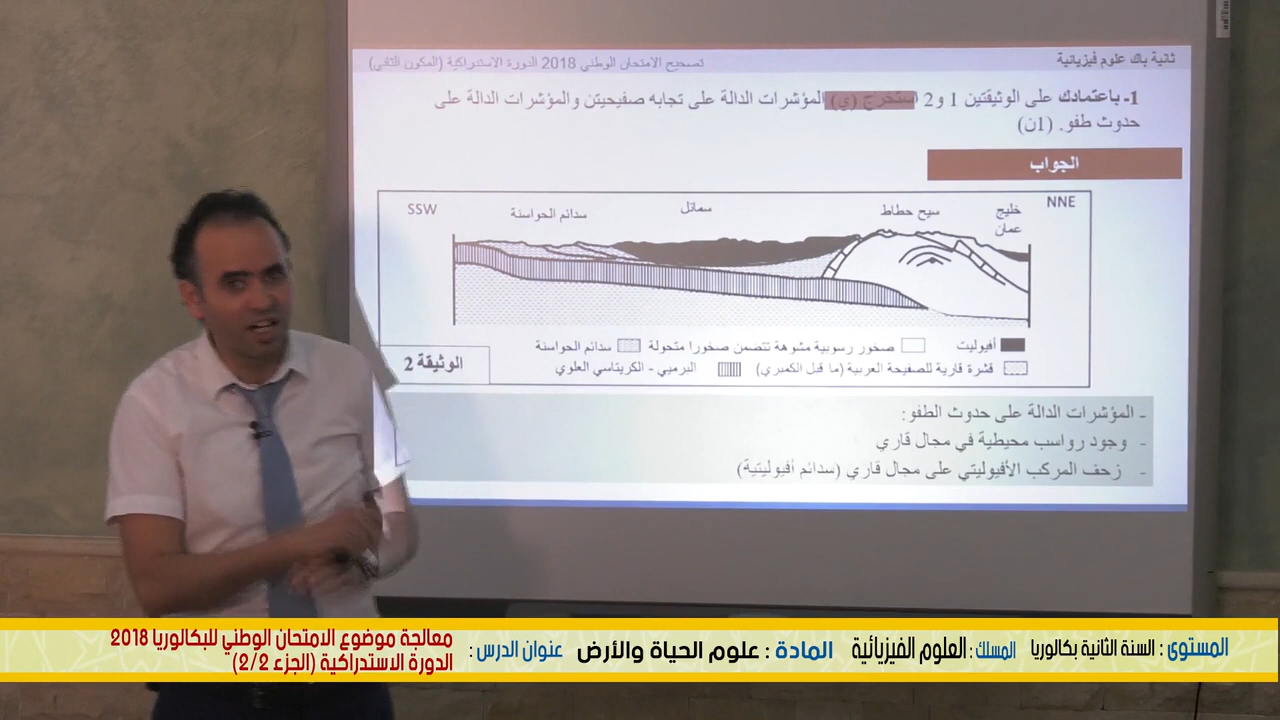 ثانية باك علوم فيزيائية
تصحيح الامتحان الوطني 2018 الدورة الاستدراكية (المكون الثاني)
1- باعتمادك على الوثيقتين 1 و 2 استخرج (ي) المؤشرات الدالة على تجابه صفيحيتن والمؤشرات الدالة على
حدوث طفو. (1ن)
الجواب
NNE
SSW
خليج
عمان
سيح حطاط
سمائل
سدائم الحواسنة
أفيوليت
صخور رسوبية مشوهة تتضمن صخورا متحولة
سدائم الحواسنة
قشرة قارية للصفيحة العربية (ما قبل الكمبري)
البرمبي - الكريتاسي العلوي
الوثيقة 2
- المؤشرات الدالة على حدوث الطفو:
- وجود رواسب محيطية في مجال قاري
- زحف المركب الأفيوليتي على مجال قاري (سدائم أفيوليتية)
المستوى : السنة الثانية بكالوريا
المسلك : العلوم الفيزيائية
المادة : علوم الحياة والأرض
عنوان الدرس :
معالجة موضوع الامتحان الوطني للبكالوريا 2018
الدورة الاستدراكية (الجزء 2/2)